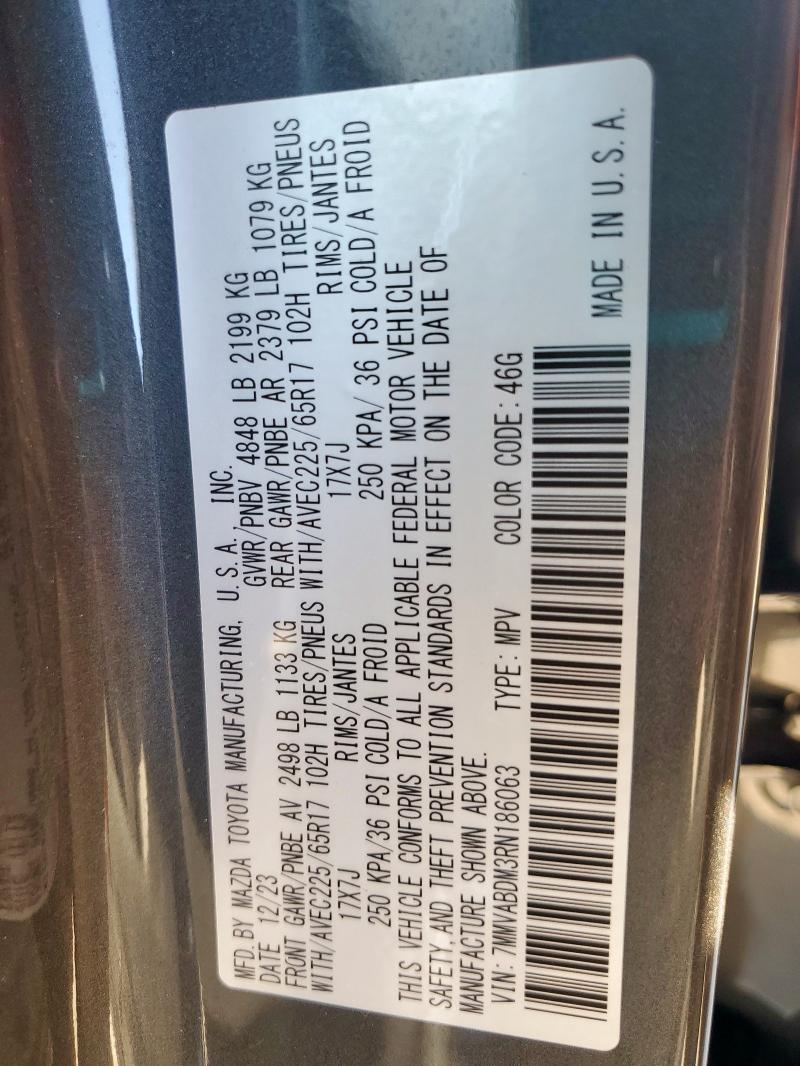 MFD. BY MAZDA TOYOTA MANUFACTURING, U.S.A., INC.
DATE 12/23 GVWR/PNBV 4848 LB 2199 KG
FRONT GAWR/PNBE AV 2498 LB 1133 KG REAR GAWR/PNBE AR 2379 LB 1079 KG
WITH/AVEC225/65R17 102H TIRES/PNEUS WITH/AVEC225/65R17 102H TIRES/PNEUS
17X7J RIMS/JANTES 17X7J RIMS/JANTES
250 KPA/36 PSI COLD/A FROID 250 KPA/ 36 PSI COLD/A FROID
THIS VEHICLE CONFORMS TO ALL APPLICABLE FEDERAL MOTOR VEHICLE
SAFETY,AND THEFT PREVENTION STANDARDS IN EFFECT ON THE DATE OF
MANUFACTURE SHOWN ABOVE.
VIN: 7MMVABDM3RN186063 TYPE: MPV COLOR CODE: 46G
MADE IN U.S.A.